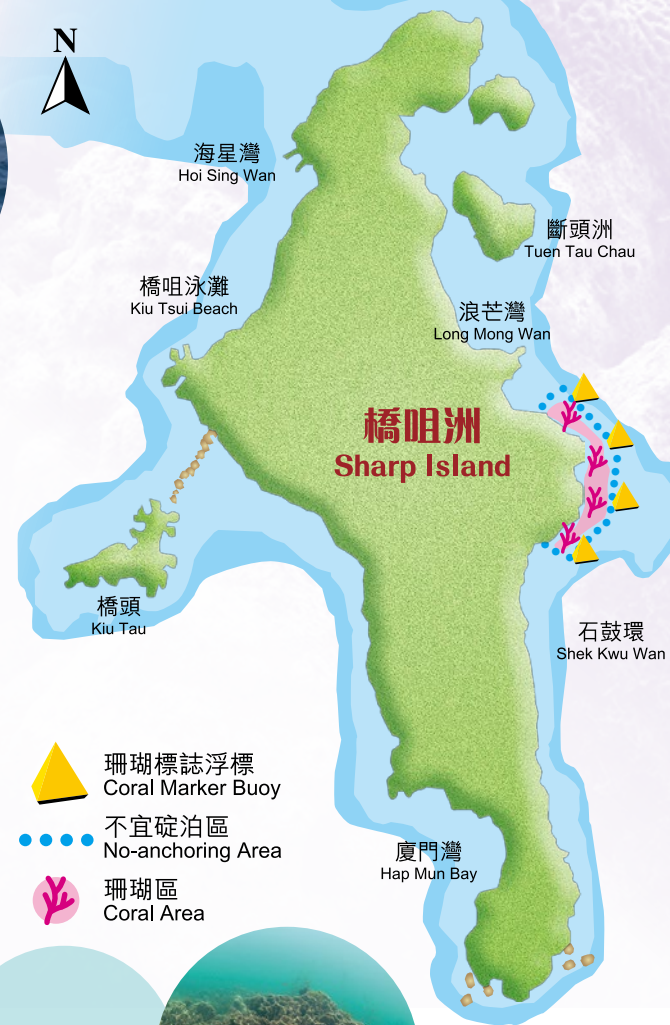 N
海星灣
Hoi Sing Wan
斷頭洲
Tuen Tau Chau
橋咀泳灘
Kiu Tsui Beach
浪芒灣
Long Mong Wan
橋咀洲
Sharp Island
橋頭
Kiu Tau
石鼓環
Shek Kwu Wan
珊瑚標誌浮標
Coral Marker Buoy
不宜碇泊區
No-anchoring Area
廈門灣
Hap Mun Bay
珊瑚區
Coral Area